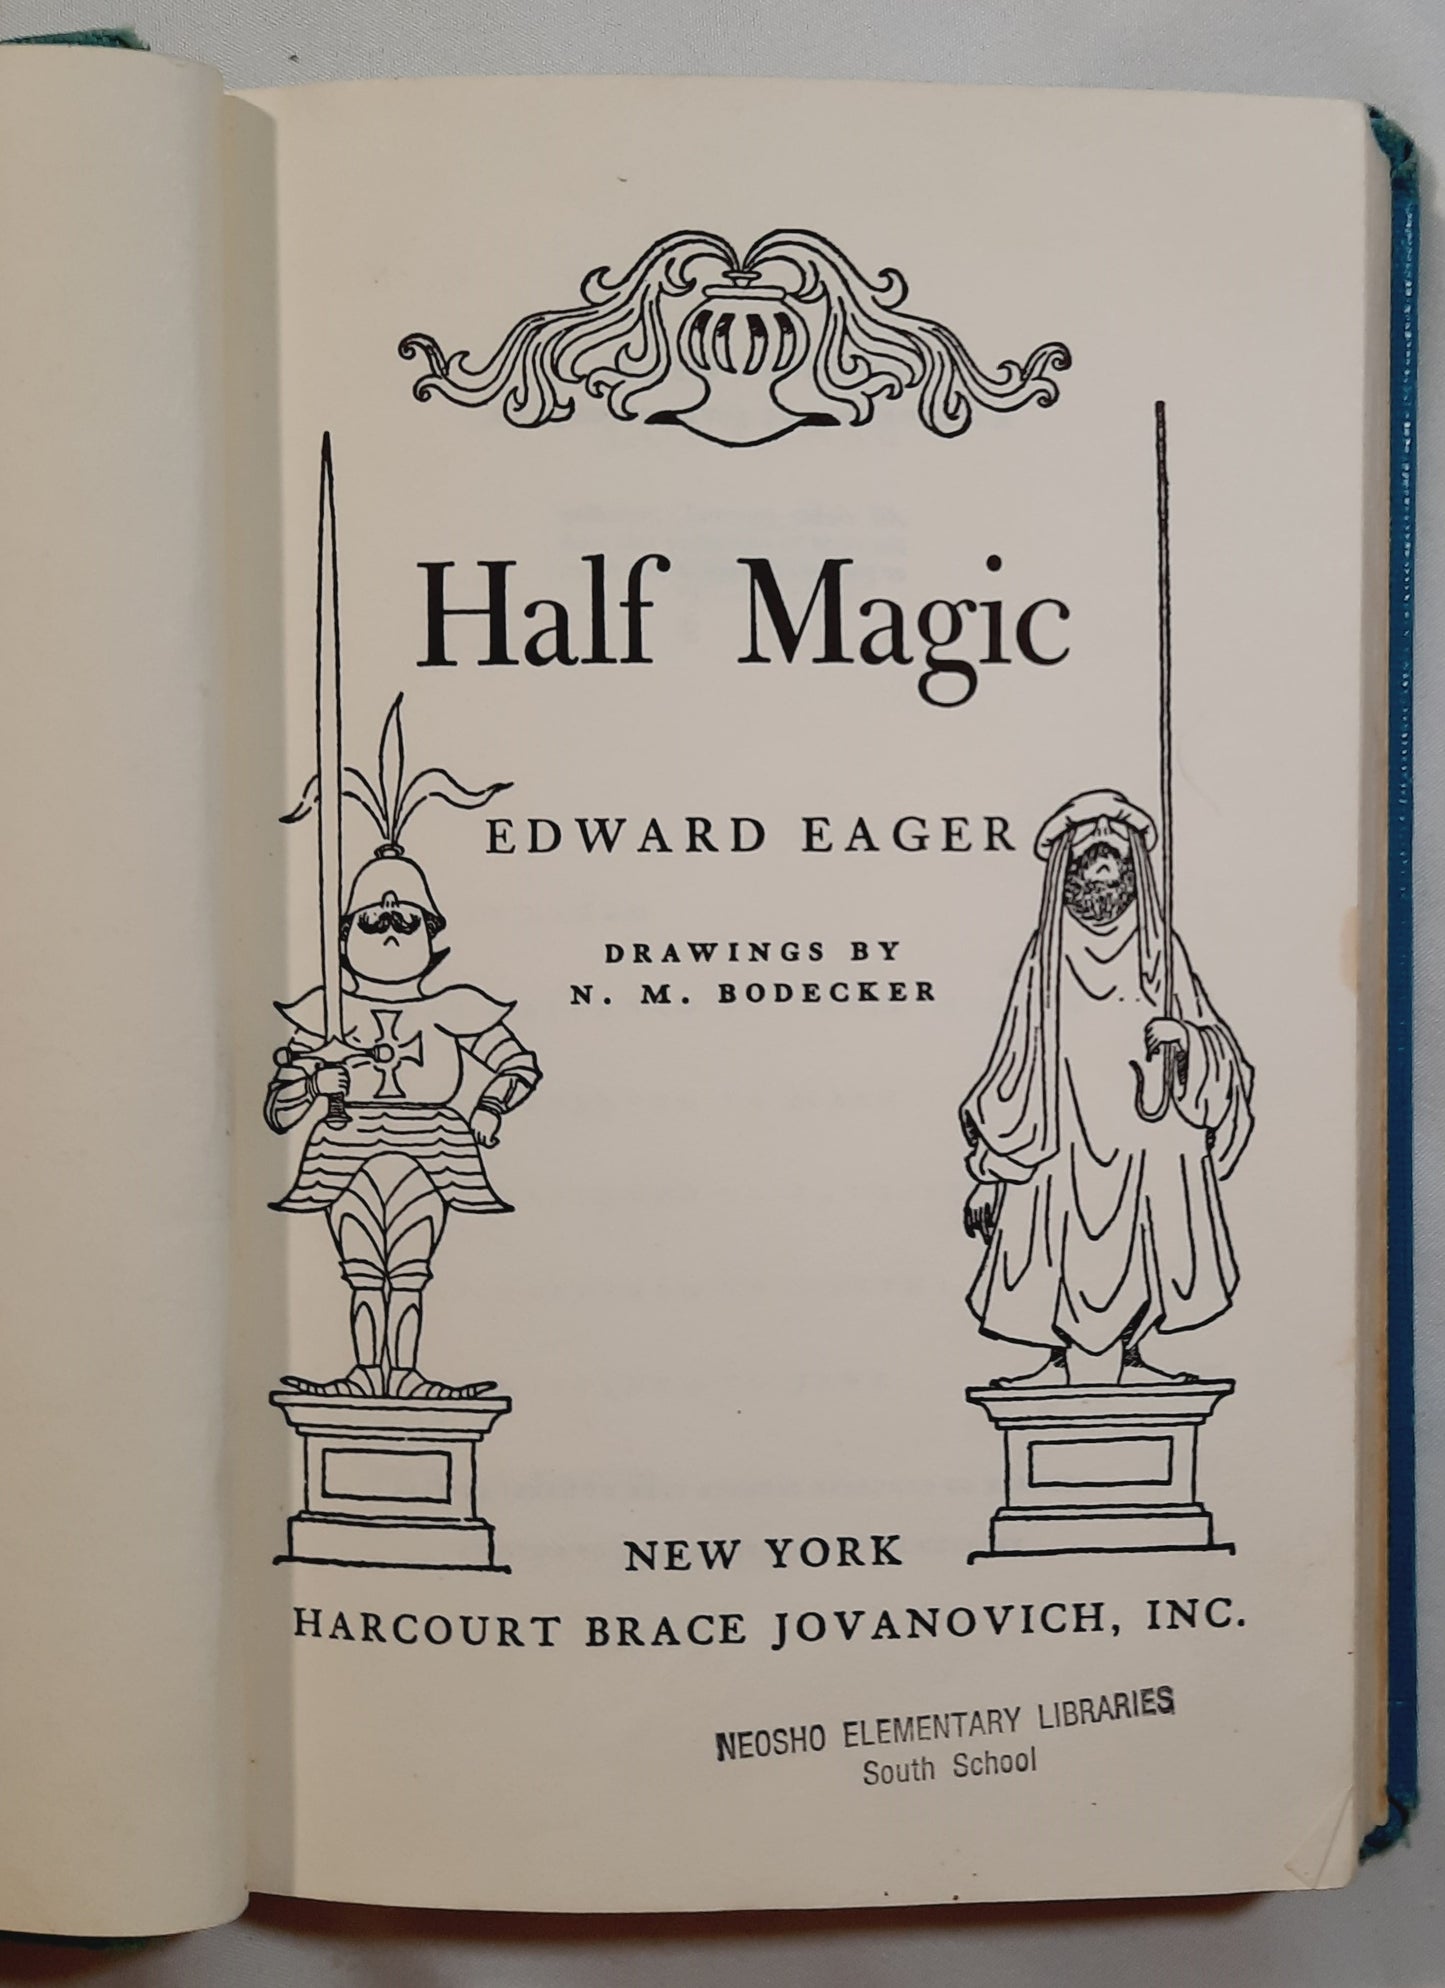 Half Magic
EDWARD EAGER
DRAWINGS BY
N. M. BODECKER
NEW YORK
HARCOURT BRACE JOVANOVICH, INC.
NEOSHO ELEMENTARY LIBRARIES
South School